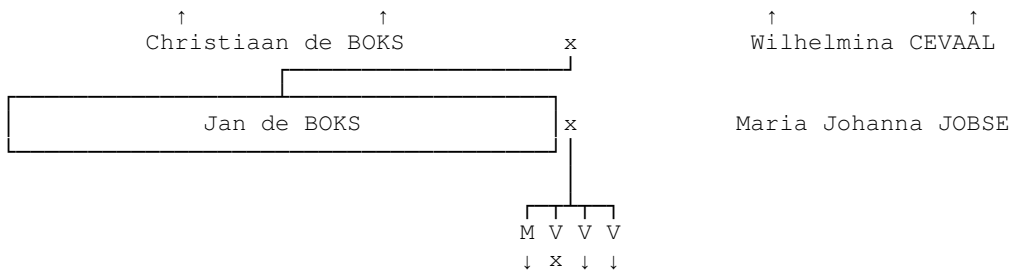 ↑ ↑ ↑ ↑
Christiaan de BOKS x Wilhelmina CEVAAL
Jan de BOKS x Maria Johanna JOBSE
M V V V
↓ x ↓ ↓